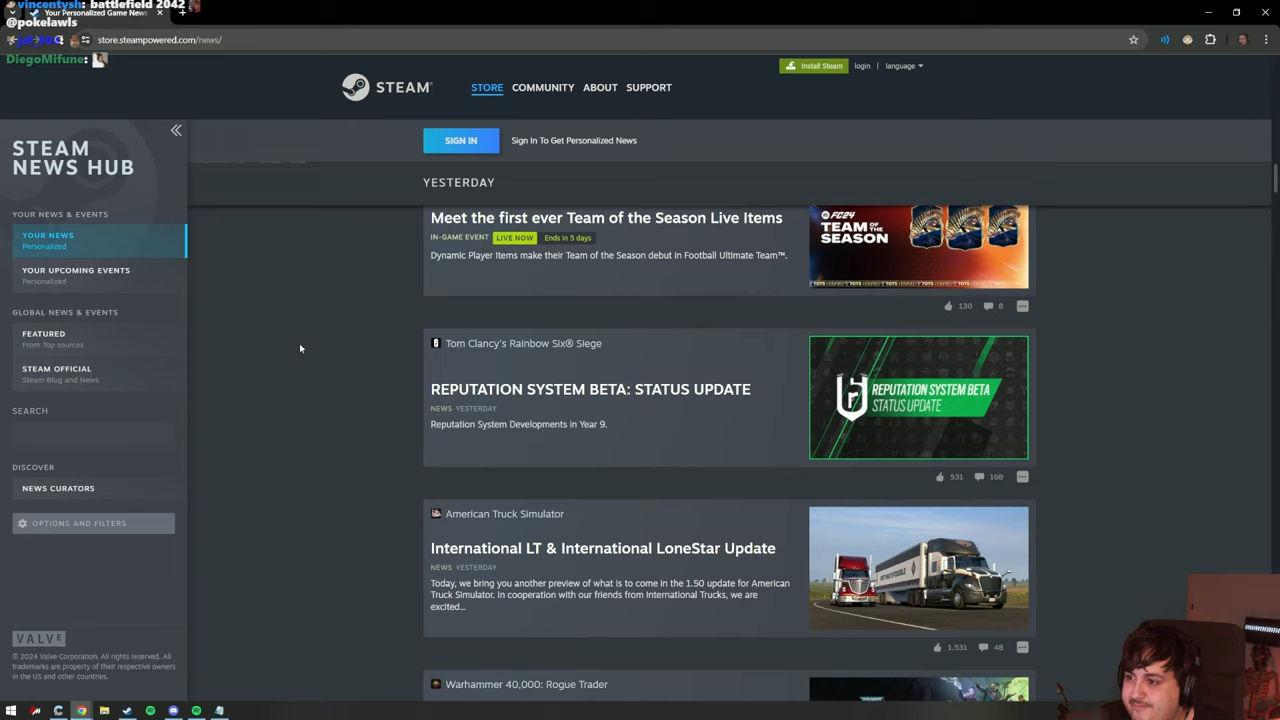 vincentysh: battlefield 2042
@pokelawls
Your Personalized Game News
store.steampowered.com/news/
DiegoMifune:
Install Steam
login | language
STEAM
STORE
COMMUNITY
ABOUT
SUPPORT
STEAM
NEWS HUB
SIGN IN
Sign In To Get Personalized News
YOUR NEWS & EVENTS
YOUR NEWS
Personalized
YOUR UPCOMING EVENTS
Personalized
GLOBAL NEWS & EVENTS
FEATURED
From Top sources
STEAM OFFICIAL
Steam Blog and News
SEARCH
DISCOVER
NEWS CURATORS
OPTIONS AND FILTERS
VALVE
© 2024 Valve Corporation. All rights reserved. All
trademarks are property of their respective owners
in the US and other countries.
YESTERDAY
Meet the first ever Team of the Season Live Items
IN-GAME EVENT LIVE NOW Ends in 5 days
Dynamic Player Items make their Team of the Season debut in Football Ultimate Team™.
FC24
TEAM OF THE
SEASON
130 8
Tom Clancy's Rainbow Six® Siege
REPUTATION SYSTEM BETA: STATUS UPDATE
NEWS YESTERDAY
Reputation System Developments in Year 9.
REPUTATION SYSTEM BETA
STATUS UPDATE
531 168
American Truck Simulator
International LT & International LoneStar Update
NEWS YESTERDAY
Today, we bring you another preview of what is to come in the 1.50 update for American
Truck Simulator. In cooperation with our friends from International Trucks, we are
excited...
1,531 48
Warhammer 40,000: Rogue Trader